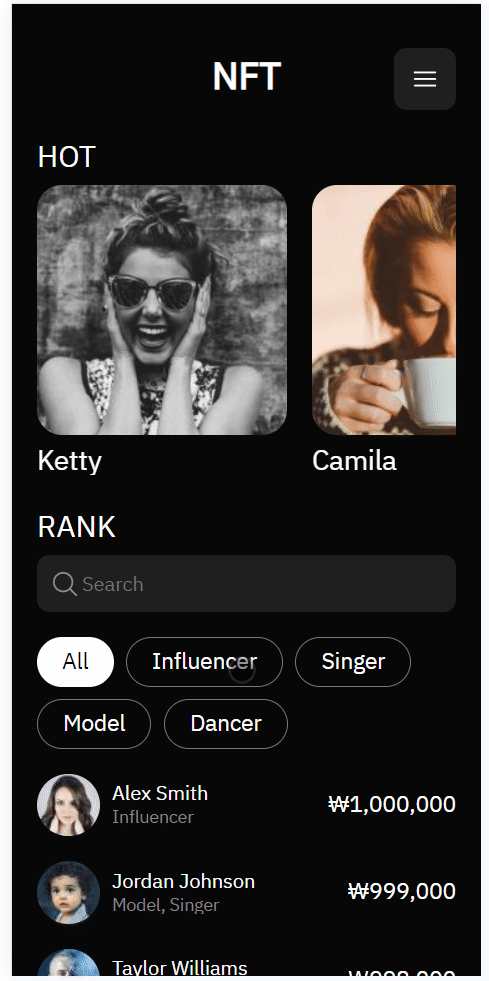 NFT
HOT
Ketty
Camila
RANK
Search
All
Influencer
Singer
Model
Dancer
Alex Smith
Influencer
₩1,000,000
Jordan Johnson
Model, Singer
₩999,000
Taylor Williams